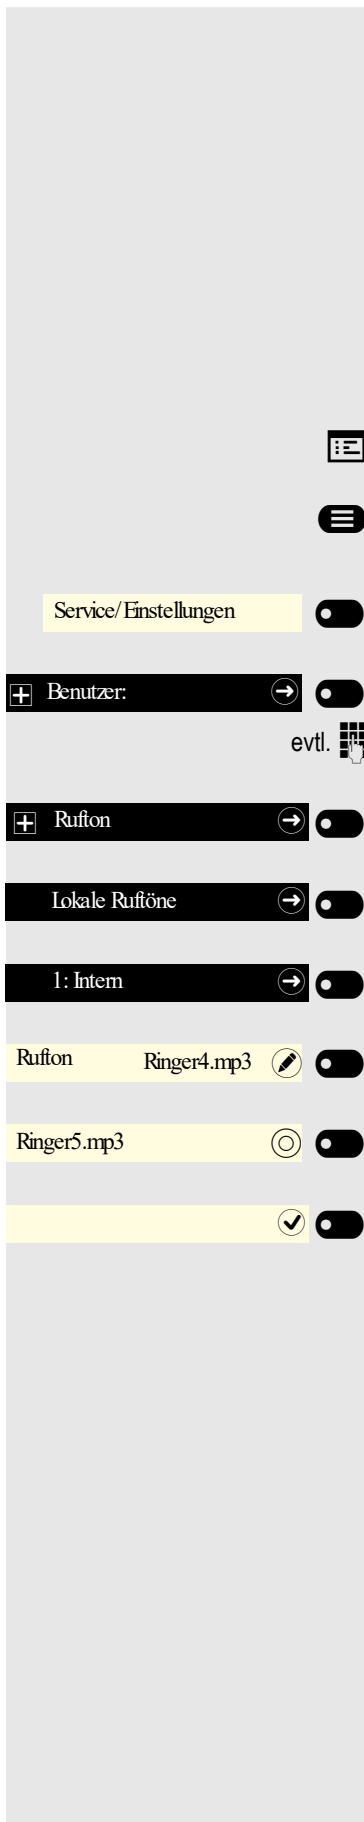 Service/Einstellungen
Benutzer:
evtl.
Rufton
Lokale Ruftöne
1: Intern
Rufton Ringer4.mp3
Ringer5.mp3